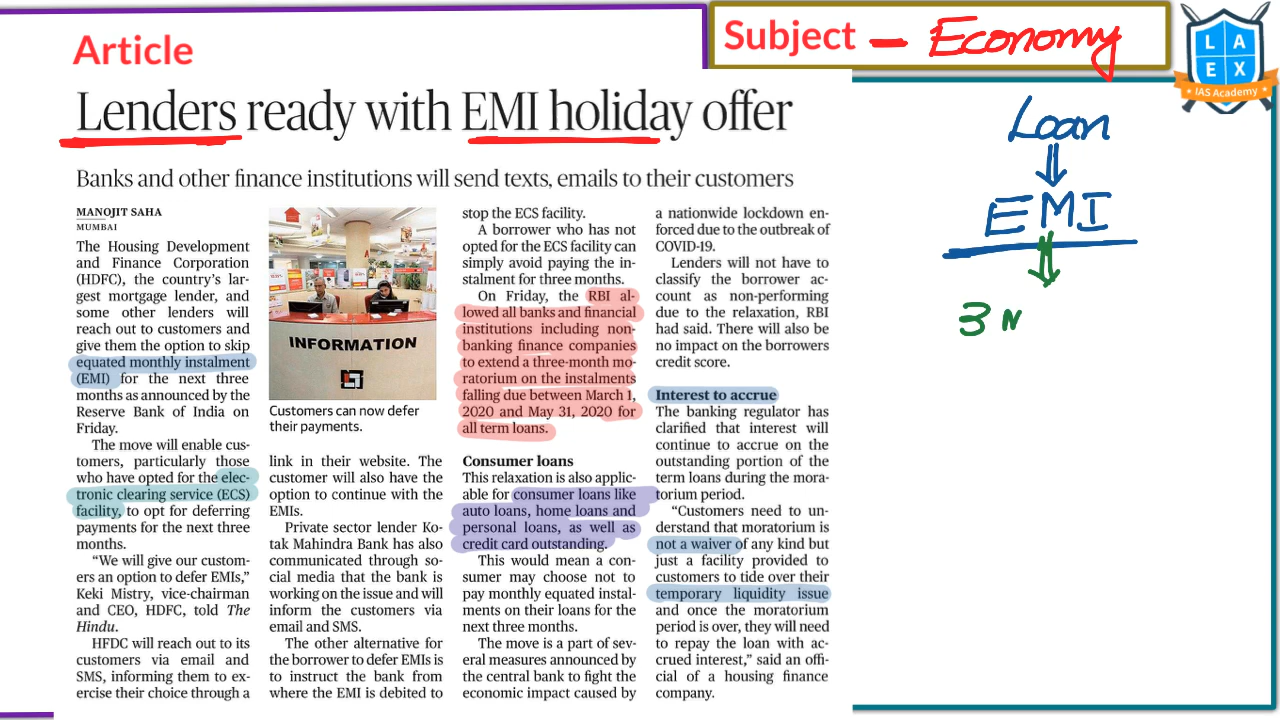 Article
Subject - Economy
L A
E X
IAS Academy
Lenders ready with EMI holiday offer
Banks and other finance institutions will send texts, emails to their customers
MANOJIT SAHA
MUMBAI
The Housing Development
and Finance Corporation
(HDFC), the country's lar-
gest mortgage lender, and
some other lenders will
reach out to customers and
give them the option to skip
equated monthly instalment
(EMI) for the next three
months as announced by the
Reserve Bank of India on
Friday.
The move will enable cus-
tomers, particularly those
who have opted for the elec-
tronic clearing service (ECS)
facility, to opt for deferring
payments for the next three
months.
"We will give our custom-
ers an option to defer EMIs,"
Keki Mistry, vice-chairman
and CEO, HDFC, told The
Hindu.
HFDC will reach out to its
customers via email and
SMS, informing them to ex-
ercise their choice through a
INFORMATION
Customers can now defer
their payments.
link in their website. The
customer will also have the
option to continue with the
EMIs.
Private sector lender Ko-
tak Mahindra Bank has also
communicated through so-
cial media that the bank is
working on the issue and will
inform the customers via
email and SMS.
The other alternative for
the borrower to defer EMIs is
to instruct the bank from
where the EMI is debited to
stop the ECS facility.
A borrower who has not
opted for the ECS facility can
simply avoid paying the in-
stalment for three months.
On Friday, the RBI al-
lowed all banks and financial
institutions including non-
banking finance companies
to extend a three-month mo-
ratorium on the instalments
falling due between March 1,
2020 and May 31, 2020 for
all term loans.
Consumer loans
This relaxation is also applic-
able for consumer loans like
auto loans, home loans and
personal loans, as well as
credit card outstanding.
This would mean a con-
sumer may choose not to
pay monthly equated instal-
ments on their loans for the
next three months.
The move is a part of sev-
eral measures announced by
the central bank to fight the
economic impact caused by
a nationwide lockdown en-
forced due to the outbreak of
COVID-19.
Lenders will not have to
classify the borrower ac-
count as non-performing
due to the relaxation, RBI
had said. There will also be
no impact on the borrowers
credit score.
Interest to accrue
The banking regulator has
clarified that interest will
continue to accrue on the
outstanding portion of the
term loans during the mora-
torium period.
"Customers need to un-
derstand that moratorium is
not a waiver of any kind but
just a facility provided to
customers to tide over their
temporary liquidity issue
and once the moratorium
period is over, they will need
to repay the loan with ac-
crued interest," said an offi-
cial of a housing finance
company.
Loan
EMI
3 M